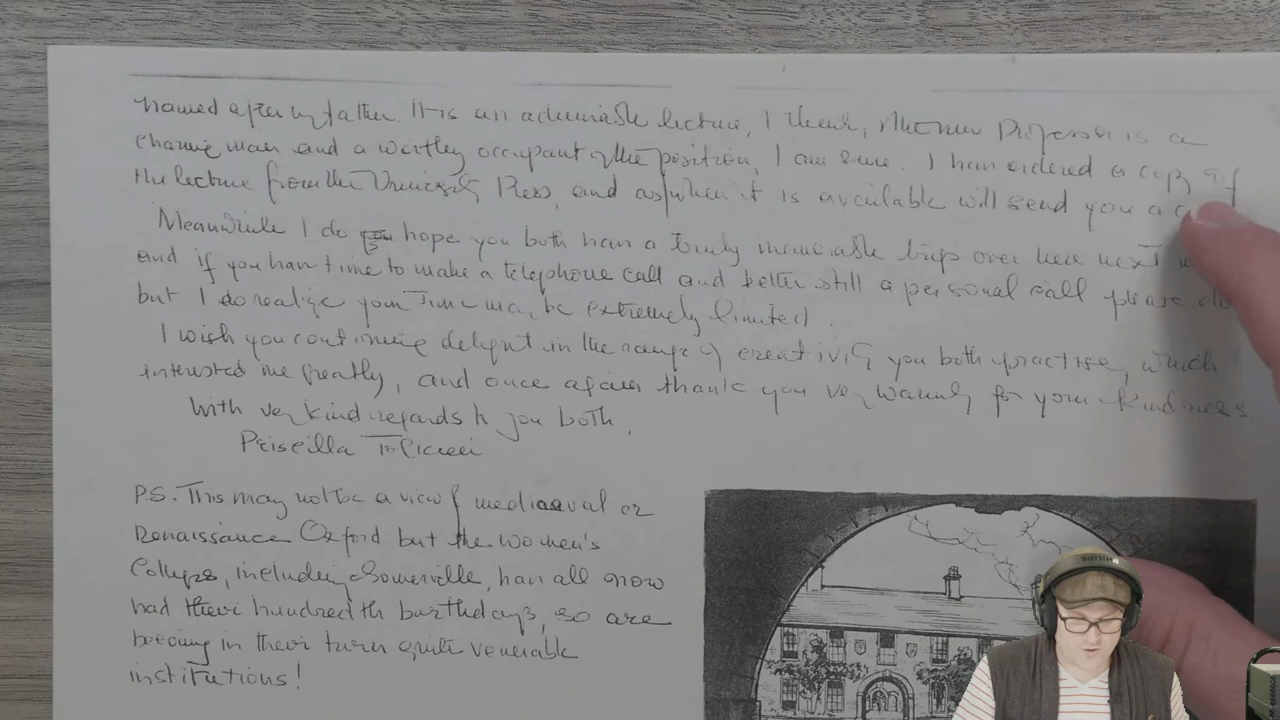 named after my father. It is an admirable lecture, I think, the new Professor is a
charming man and a worthy occupant of the position, I am sure. I have ordered a copy of
the lecture from the University Press, and as/when it is available will send you a
Meanwhile I do hope you both have a truly memorable trip over here next
and if you have time to make a telephone call and better still a personal call please do
but I do realize your time may be extremely limited.
I wish you continuing delight in the range of creativity you both practise, which
interested me greatly, and once again thank you very warmly for your kindness.
With very kind regards to you both,
Priscilla Tolkien
PS. This may not be a view of mediaeval or
Renaissance Oxford but the women's
Colleges, including Somerville, have all now
had their hundredth birthdays, so are
becoming in their turn quite venerable
institutions!